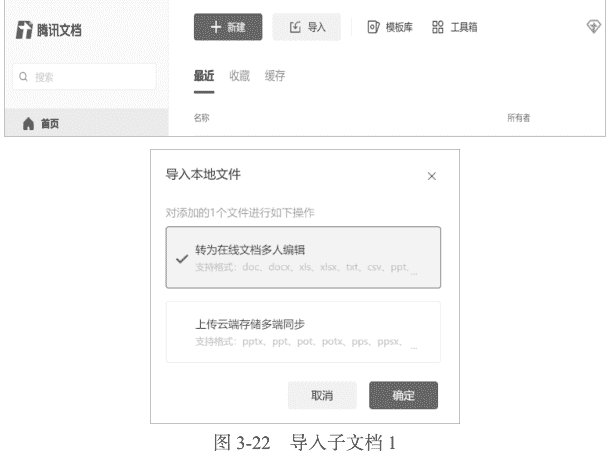 腾讯文档
新建
导入
模板库
工具箱
搜索
最近
收藏
缓存
首页
名称
所有者
导入本地文件
对添加的1个文件进行如下操作
转为在线文档多人编辑
支持格式：doc、docx、xls、xlsx、txt、csv、ppt、...
上传云端存储多端同步
支持格式：pptx、ppt、pot、potx、pps、ppsx、...
取消
确定
图 3-22 导入子文档 1